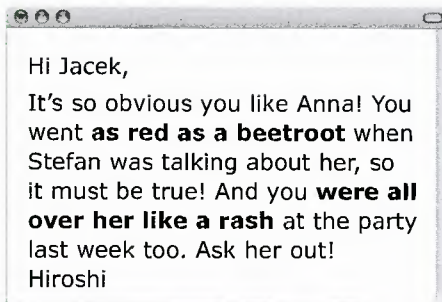 Hi Jacek,
It's so obvious you like Anna! You
went as red as a beetroot when
Stefan was talking about her, so
it must be true! And you were all
over her like a rash at the party
last week too. Ask her out!
Hiroshi